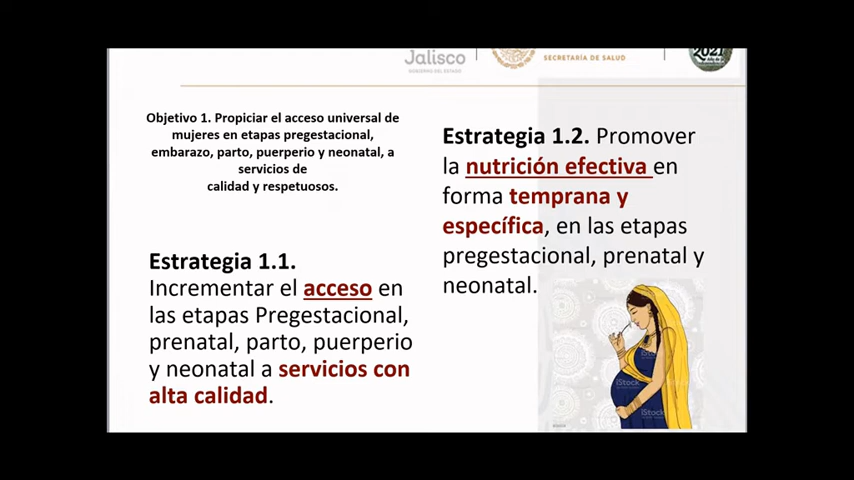 Jalisco
GOBIERNO DEL ESTADO
SECRETARÍA DE SALUD
2021
Objetivo 1. Propiciar el acceso universal de
mujeres en etapas pregestacional,
embarazo, parto, puerperio y neonatal, a
servicios de
calidad y respetuosos.
Estrategia 1.1.
Incrementar el acceso en
las etapas Pregestacional,
prenatal, parto, puerperio
y neonatal a servicios con
alta calidad.
Estrategia 1.2. Promover
la nutrición efectiva en
forma temprana y
específica, en las etapas
pregestacional, prenatal y
neonatal.
iStock
iStock
iStock